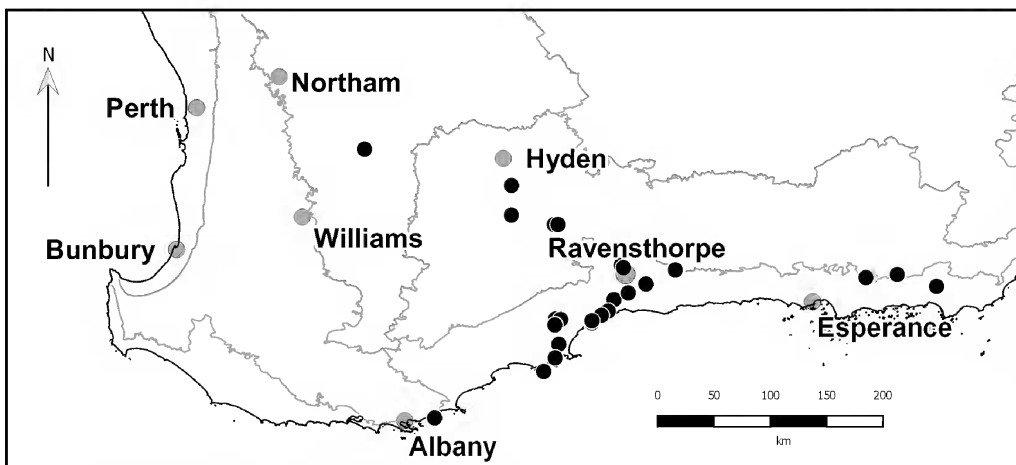 N
Northam
Perth
Hyden
Williams
Bunbury
Ravensthorpe
Esperance
Albany
0 50 100 150 200
km